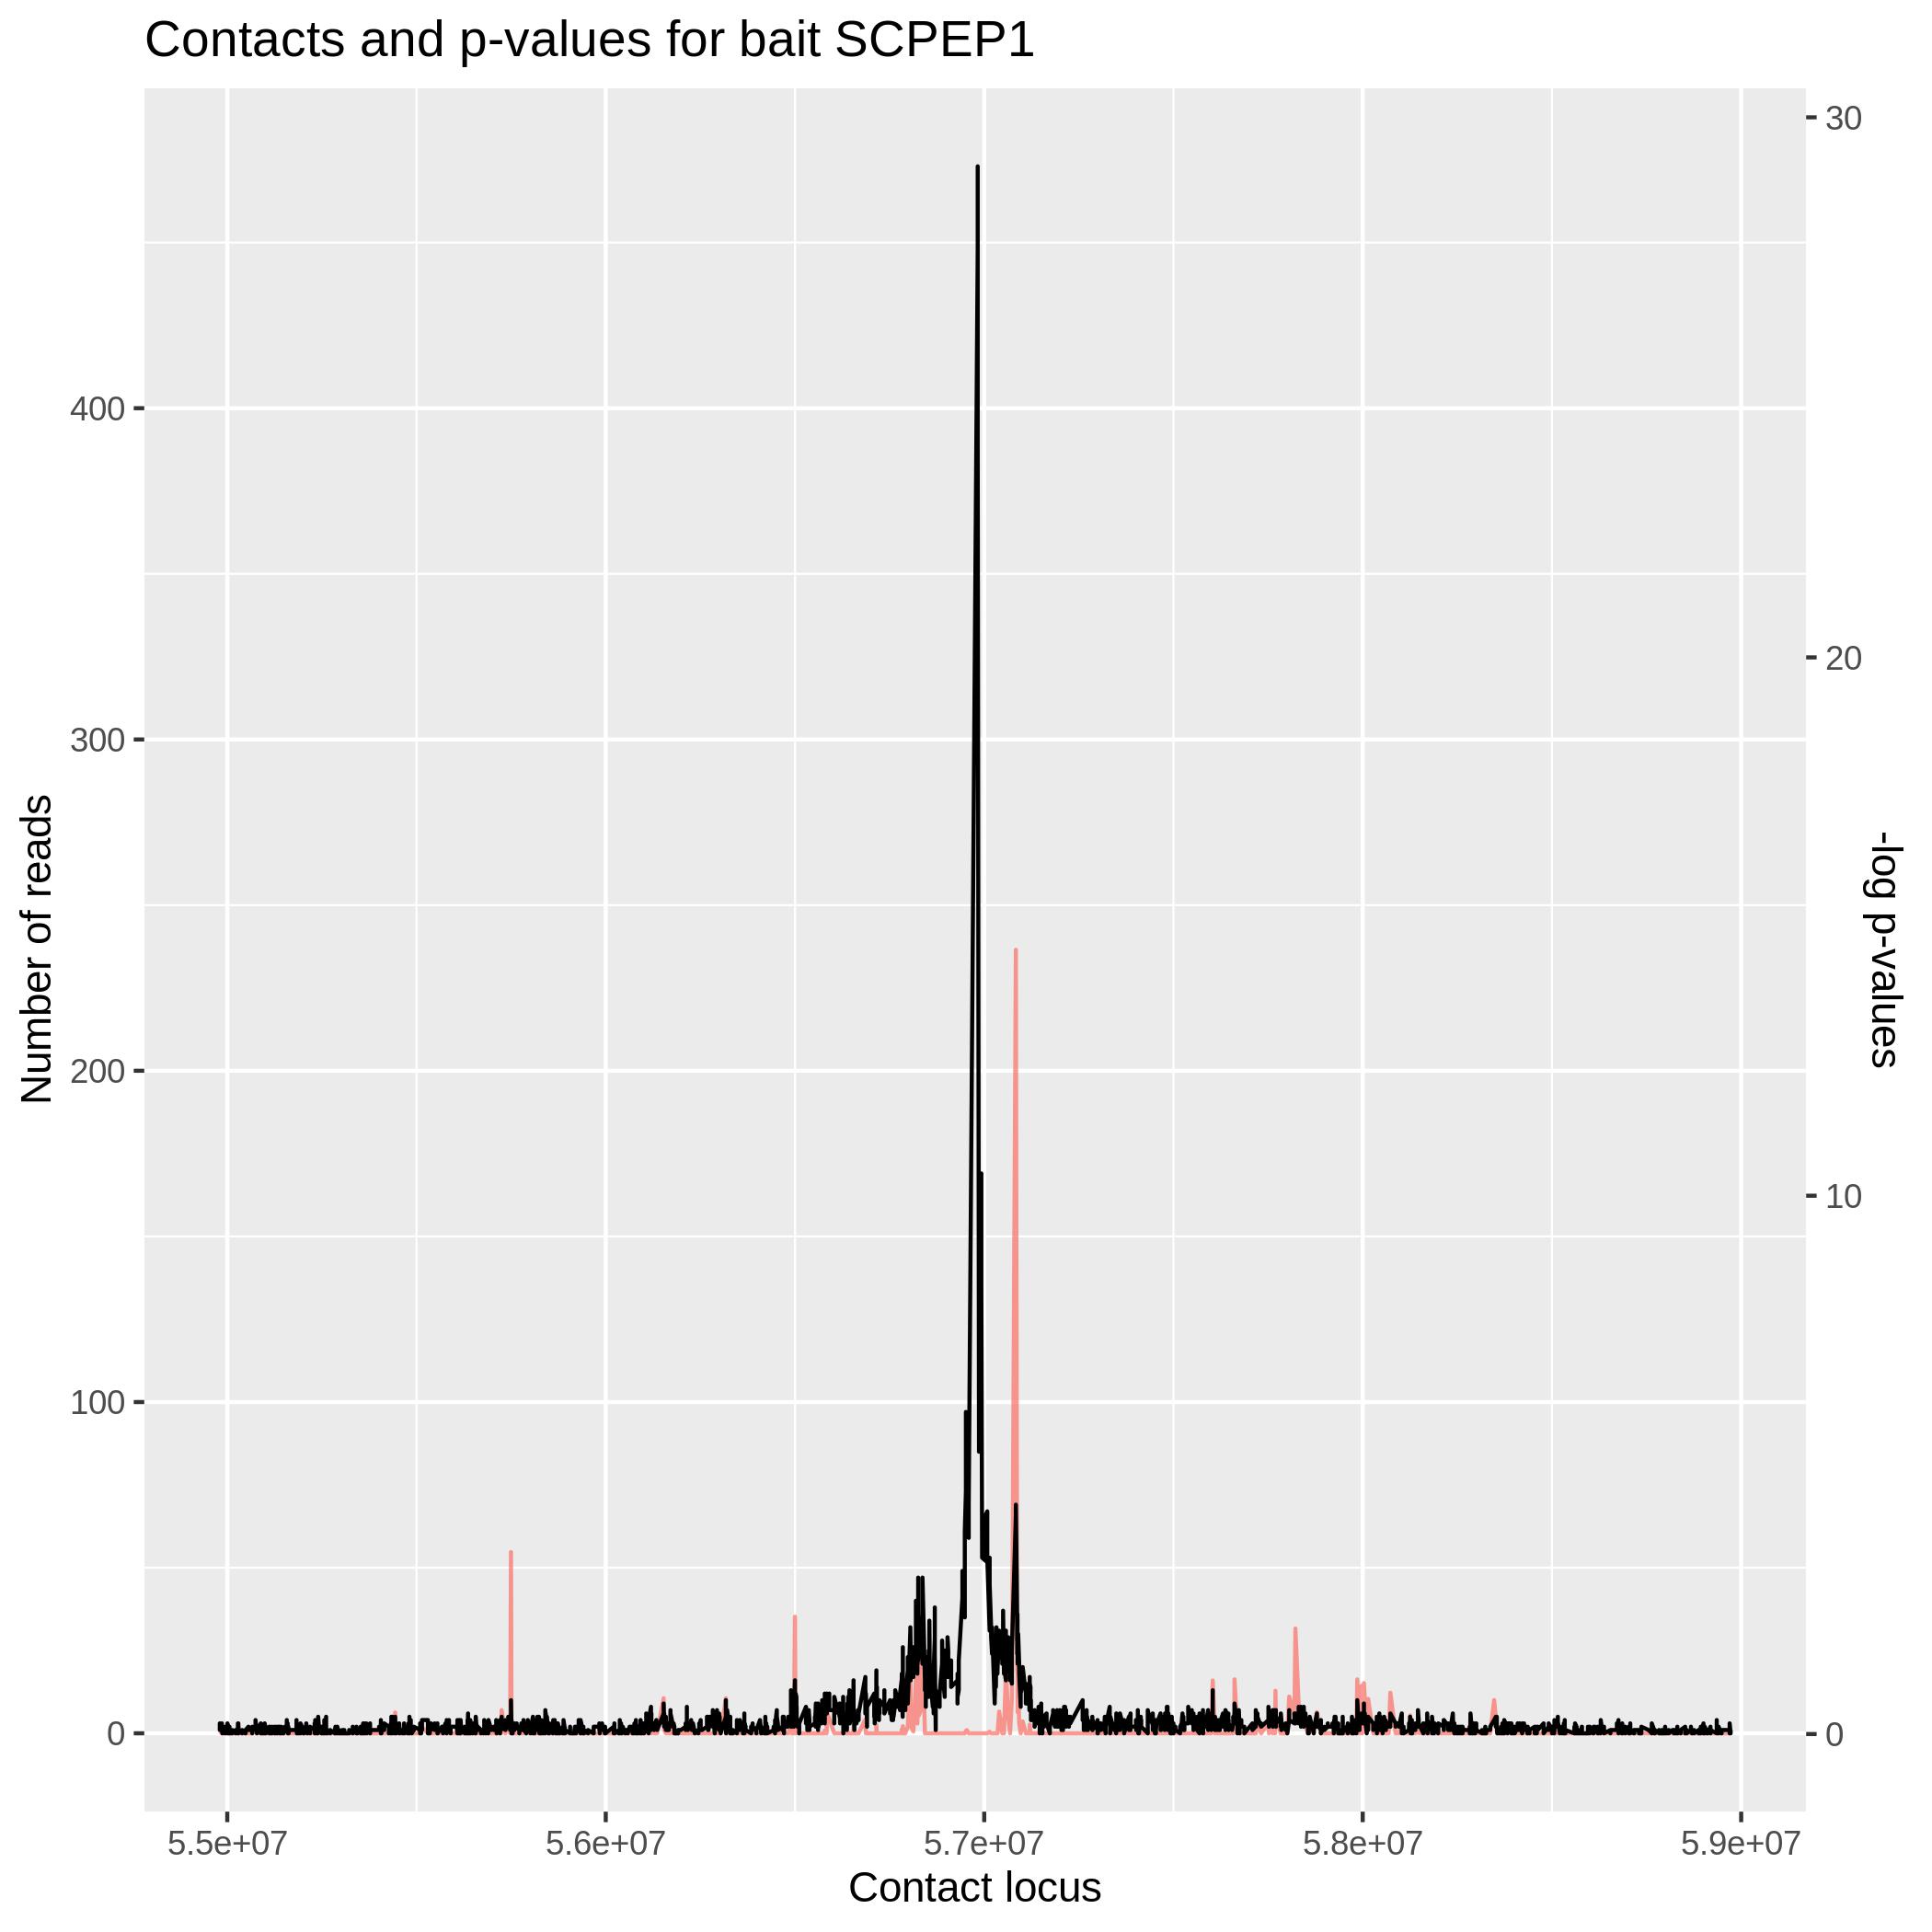 Contacts and p-values for bait SCPEP1
Number of reads
400
300
200
100
0
30
20
10
0
-log p-values
5.5e+07
5.6e+07
5.7e+07
5.8e+07
5.9e+07
Contact locus